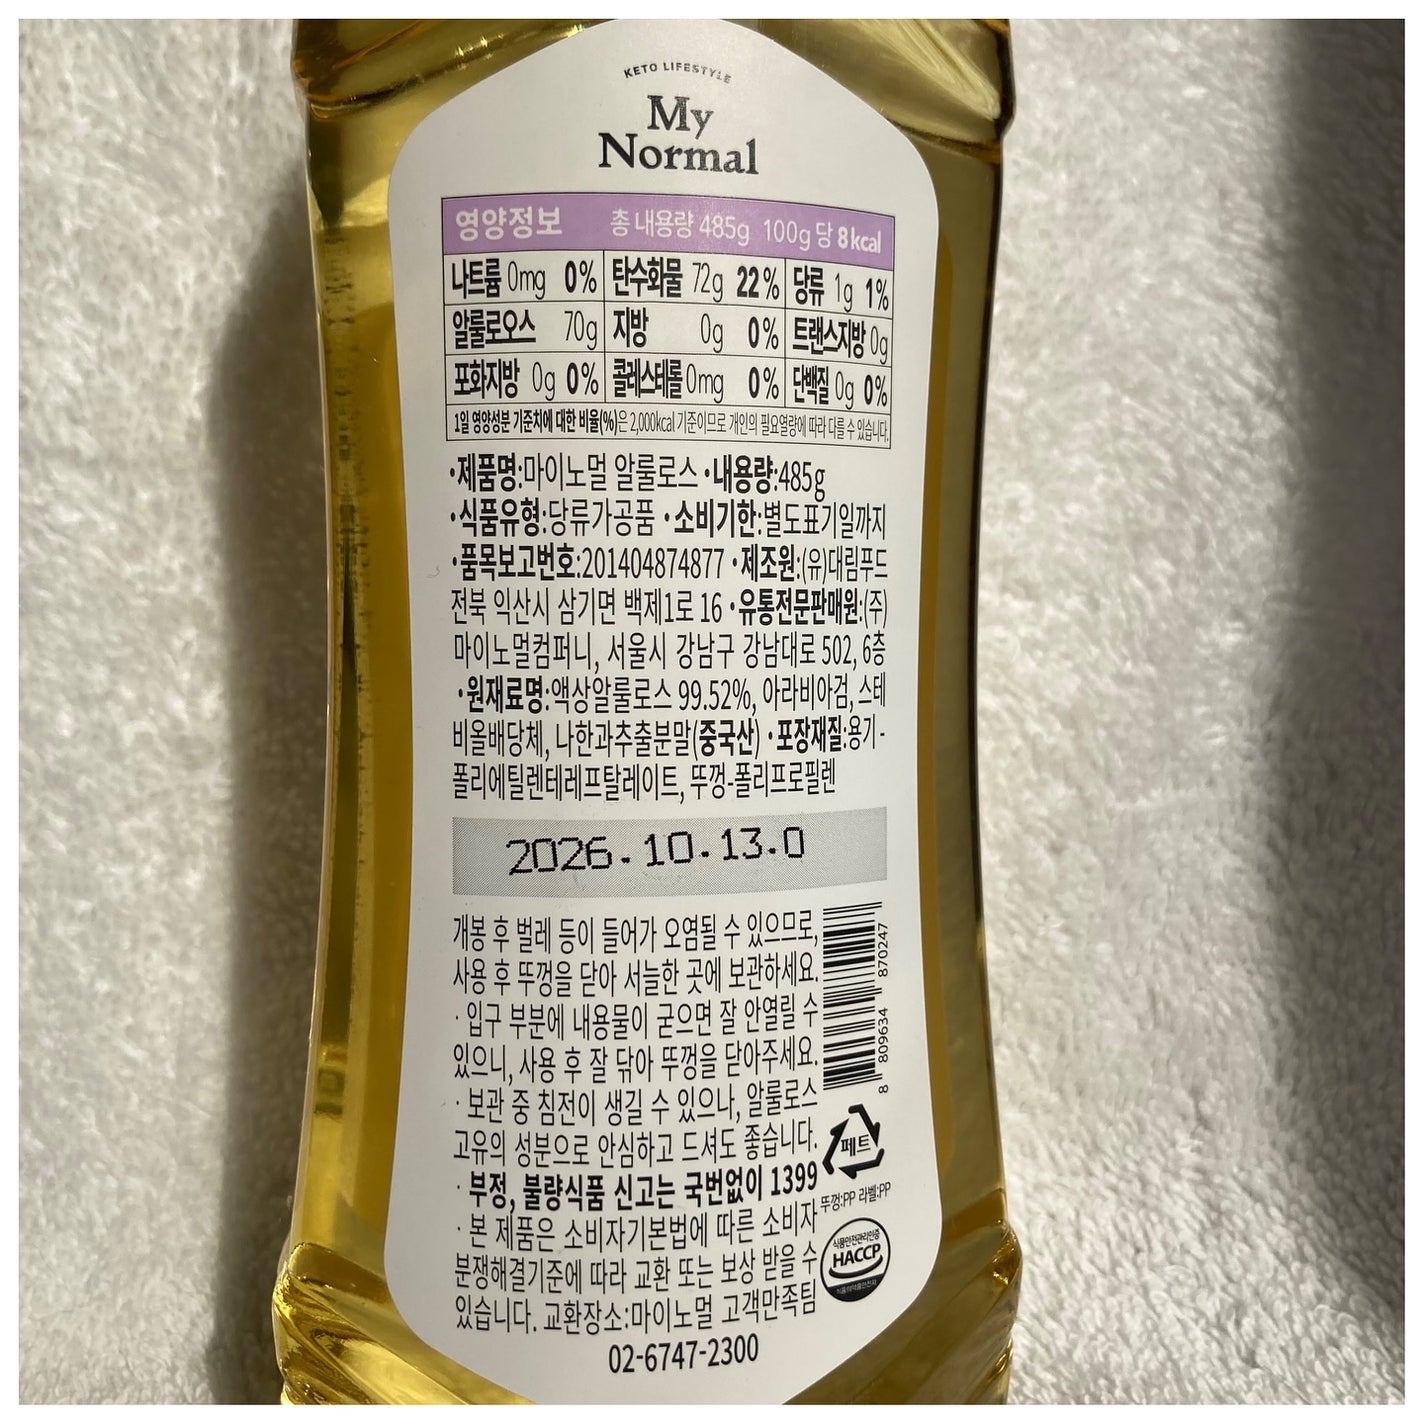 KETO LIFESTYLE
My
Normal
영양정보 총 내용량 485g 100g 당 8kcal
나트륨 0mg 0% 탄수화물 72g 22% 당류 1g 1%
알룰로오스 70g 지방 0g 0% 트랜스지방 0g
포화지방 0g 0% 콜레스테롤 0mg 0% 단백질 0g 0%
1일 영양성분 기준치에 대한 비율(%)은 2,000kcal 기준이므로 개인의 필요열량에 따라 다를 수 있습니다.
·제품명:마이노멀 알룰로스 ·내용량:485g
·식품유형:당류가공품 ·소비기한:별도표기일까지
·품목보고번호:201404874877 ·제조원:(유)대림푸드
전북 익산시 삼기면 백제1로 16 ·유통전문판매원:(주)
마이노멀컴퍼니, 서울시 강남구 강남대로 502, 6층
·원재료명:액상알룰로스 99.52%, 아라비아검, 스테
비올배당체, 나한과추출분말(중국산) ·포장재질:용기-
폴리에틸렌테레프탈레이트, 뚜껑-폴리프로필렌
2026.10.13.0
개봉 후 벌레 등이 들어가 오염될 수 있으므로,
사용 후 뚜껑을 닫아 서늘한 곳에 보관하세요.
· 입구 부분에 내용물이 굳으면 잘 안열릴 수
있으니, 사용 후 잘 닦아 뚜껑을 닫아주세요.
· 보관 중 침전이 생길 수 있으나, 알룰로스
고유의 성분으로 안심하고 드셔도 좋습니다.
· 부정, 불량식품 신고는 국번없이 1399
· 본 제품은 소비자기본법에 따른 소비자
분쟁해결기준에 따라 교환 또는 보상 받을 수
있습니다. 교환장소:마이노멀 고객만족팀
02-6747-2300
8 809634 870247
페트
뚜껑:PP 라벨:PP
식품안전관리인증
HACCP
식품의약품안전처